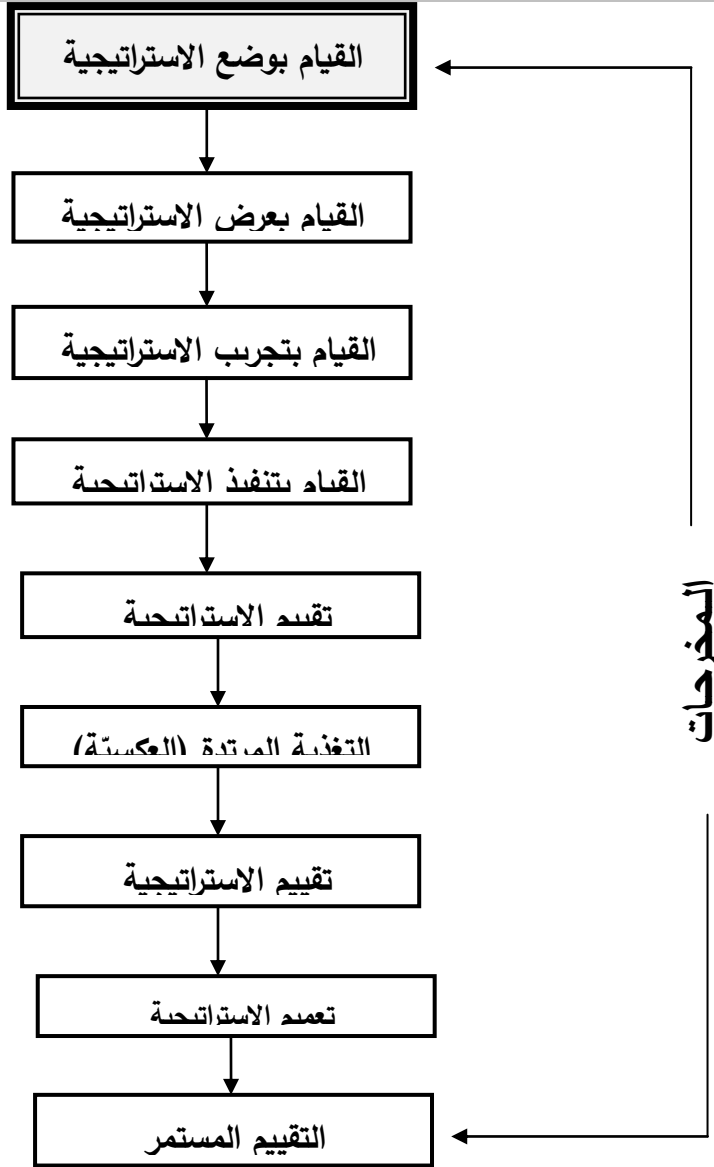 القيام بوضع الاستراتيجية
القيام بعرض الاستراتيجية
القيام بتجريب الاستراتيجية
القيام بتنفيذ الاستراتيجية
تقييم الاستراتيجية
التغذية المرتدة (العكسيّة)
تقييم الاستراتيجية
تعميم الاستراتيجية
التقييم المستمر
المخرجات